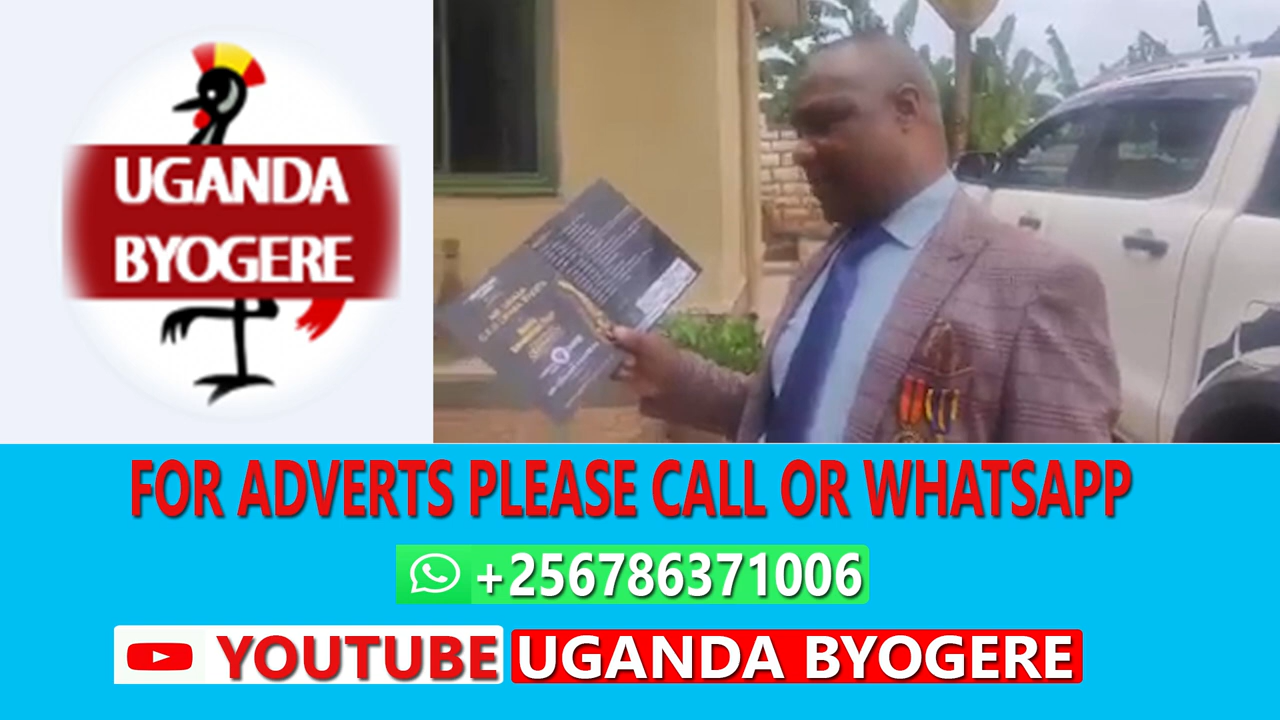 UGANDA
BYOGERE
FOR ADVERTS PLEASE CALL OR WHATSAPP
+256786371006
YOUTUBE UGANDA BYOGERE